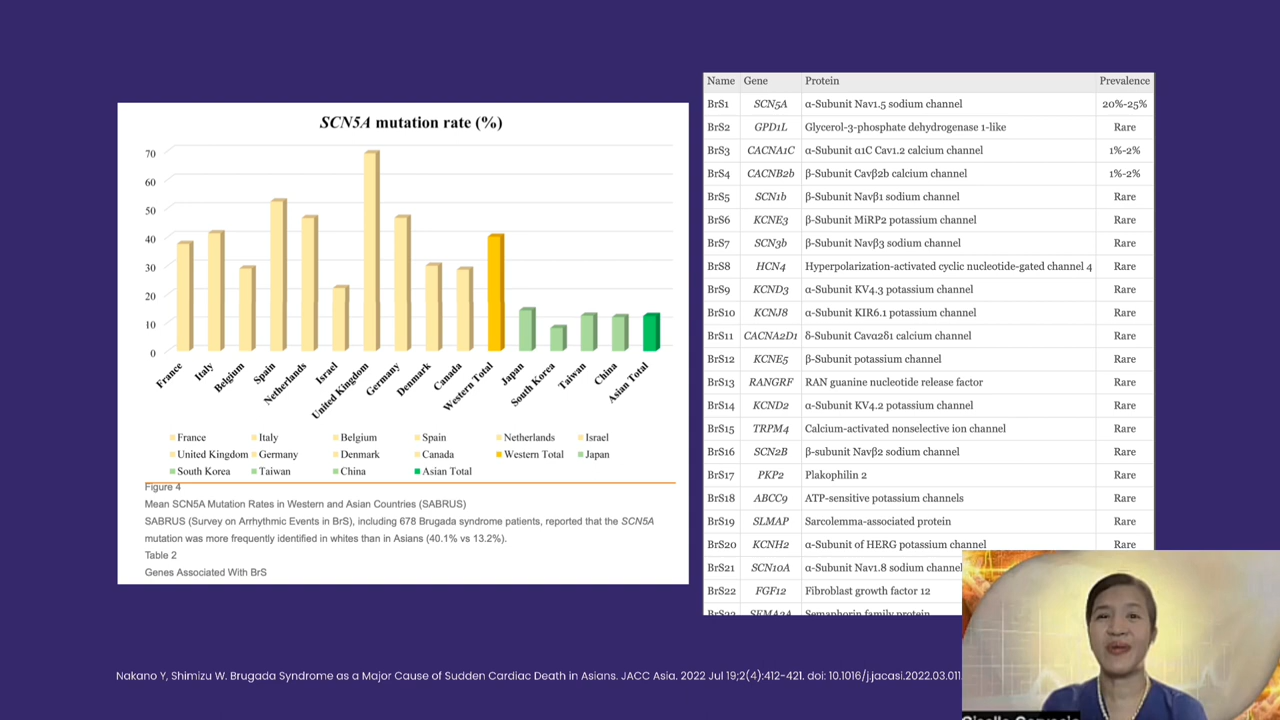 SCN5A mutation rate (%)
70
60
50
40
30
20
10
0
France
Italy
Belgium
Spain
Netherlands
Israel
United Kingdom
Germany
Denmark
Canada
Western Total
Japan
South Korea
Taiwan
China
Asian Total
France Italy Belgium Spain Netherlands Israel
United Kingdom Germany Denmark Canada Western Total Japan
South Korea Taiwan China Asian Total
Figure 4
Mean SCN5A Mutation Rates in Western and Asian Countries (SABRUS)
SABRUS (Survey on Arrhythmic Events in BrS), including 678 Brugada syndrome patients, reported that the SCN5A
mutation was more frequently identified in whites than in Asians (40.1% vs 13.2%).
Table 2
Genes Associated With BrS
Name Gene Protein Prevalence
BrS1 SCN5A α-Subunit Nav1.5 sodium channel 20%-25%
BrS2 GPD1L Glycerol-3-phosphate dehydrogenase 1-like Rare
BrS3 CACNA1C α-Subunit α1C Cav1.2 calcium channel 1%-2%
BrS4 CACNB2b β-Subunit Cavβ2b calcium channel 1%-2%
BrS5 SCN1b β-Subunit Navβ1 sodium channel Rare
BrS6 KCNE3 β-Subunit MiRP2 potassium channel Rare
BrS7 SCN3b β-Subunit Navβ3 sodium channel Rare
BrS8 HCN4 Hyperpolarization-activated cyclic nucleotide-gated channel 4 Rare
BrS9 KCND3 α-Subunit KV4.3 potassium channel Rare
BrS10 KCNJ8 α-Subunit KIR6.1 potassium channel Rare
BrS11 CACNA2D1 δ-Subunit Cavα2δ1 calcium channel Rare
BrS12 KCNE5 β-Subunit potassium channel Rare
BrS13 RANGRF RAN guanine nucleotide release factor Rare
BrS14 KCND2 α-Subunit KV4.2 potassium channel Rare
BrS15 TRPM4 Calcium-activated nonselective ion channel Rare
BrS16 SCN2B β-subunit Navβ2 sodium channel Rare
BrS17 PKP2 Plakophilin 2 Rare
BrS18 ABCC9 ATP-sensitive potassium channels Rare
BrS19 SLMAP Sarcolemma-associated protein Rare
BrS20 KCNH2 α-Subunit of HERG potassium channel Rare
BrS21 SCN10A α-Subunit Nav1.8 sodium channel
BrS22 FGF12 Fibroblast growth factor 12
BrS23 SEMA3A Semaphorin family protein
Nakano Y, Shimizu W. Brugada Syndrome as a Major Cause of Sudden Cardiac Death in Asians. JACC Asia. 2022 Jul 19;2(4):412-421. doi: 10.1016/j.jacasi.2022.03.011